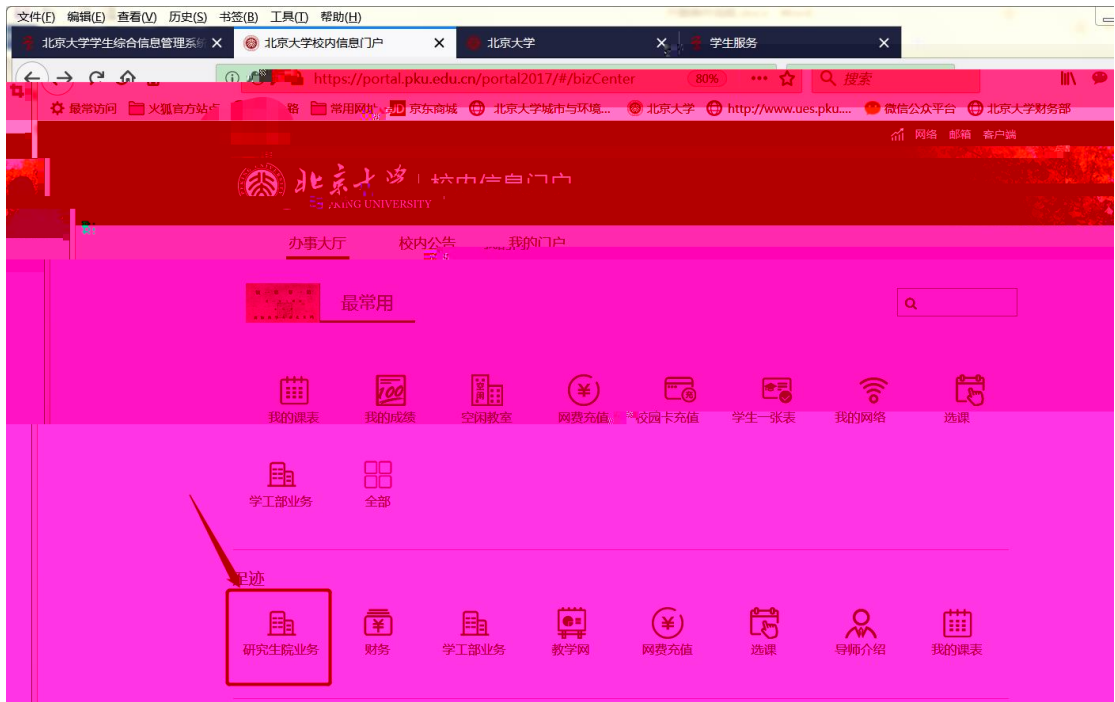 文件(F) 编辑(E) 查看(V) 历史(S) 书签(B) 工具(T) 帮助(H)
北京大学学生综合信息管理系统 北京大学校内信息门户 北京大学 学生服务
https://portal.pku.edu.cn/portal2017/#/bizCenter 80% 搜索
最常访问 火狐官方站点 常用网址 JD 京东商城 北京大学城市与环境... 北京大学 http://www.ues.pku.... 微信公众平台 北京大学财务部
网络 邮箱 客户端
北京大学 校内信息门户
PEKING UNIVERSITY
办事大厅 校内公告 我的门户
最常用
我的课表 我的成绩 空闲教室 网费充值 校园卡充值 学生一张表 我的网络 选课
学工部业务 全部
足迹
研究生院业务 财务 学工部业务 教学网 网费充值 选课 导师介绍 我的课表